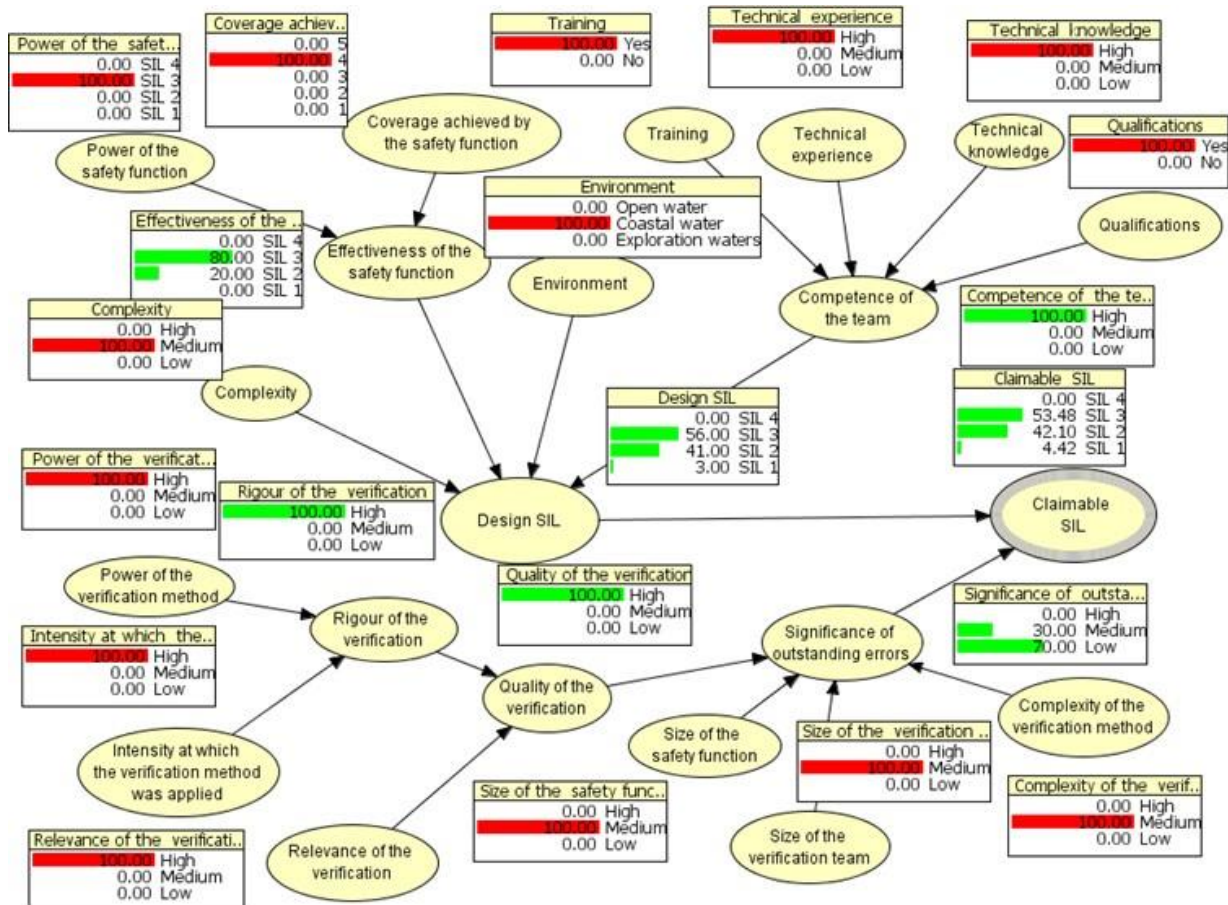 Power of the safet...
0.00 SIL 4
100.00 SIL 3
0.00 SIL 2
0.00 SIL 1
Coverage achiev..
0.00 5
100.00 4
0.00 3
0.00 2
0.00 1
Training
100.00 Yes
0.00 No
Technical experience
100.00 High
0.00 Medium
0.00 Low
Technical knowledge
100.00 High
0.00 Medium
0.00 Low
Qualifications
100.00 Yes
0.00 No
Power of the
safety function
Coverage achieved by
the safety function
Training
Technical
experience
Technical
knowledge
Qualifications
Environment
0.00 Open water
100.00 Coastal water
0.00 Exploration waters
Effectiveness of the ...
0.00 SIL 4
80.00 SIL 3
20.00 SIL 2
0.00 SIL 1
Effectiveness of the
safety function
Environment
Competence of
the team
Competence of the te..
100.00 High
0.00 Medium
0.00 Low
Complexity
0.00 High
100.00 Medium
0.00 Low
Complexity
Design SIL
0.00 SIL 4
56.00 SIL 3
41.00 SIL 2
3.00 SIL 1
Claimable SIL
0.00 SIL 4
53.48 SIL 3
42.10 SIL 2
4.42 SIL 1
Power of the verificat...
100.00 High
0.00 Medium
0.00 Low
Rigour of the verification
100.00 High
0.00 Medium
0.00 Low
Design SIL
Claimable
SIL
Power of the
verification method
Quality of the verification
100.00 High
0.00 Medium
0.00 Low
Significance of outsta...
0.00 High
30.00 Medium
70.00 Low
Intensity at which the..
100.00 High
0.00 Medium
0.00 Low
Rigour of the
verification
Significance of
outstanding errors
Quality of the
verification
Complexity of the
verification method
Intensity at which
the verification method
was applied
Size of the
safety function
Size of the verification ..
0.00 High
100.00 Medium
0.00 Low
Size of the safety func..
0.00 High
100.00 Medium
0.00 Low
Complexity of the verif..
0.00 High
100.00 Medium
0.00 Low
Relevance of the verificati..
100.00 High
0.00 Medium
0.00 Low
Relevance of the
verification
Size of the
verification team